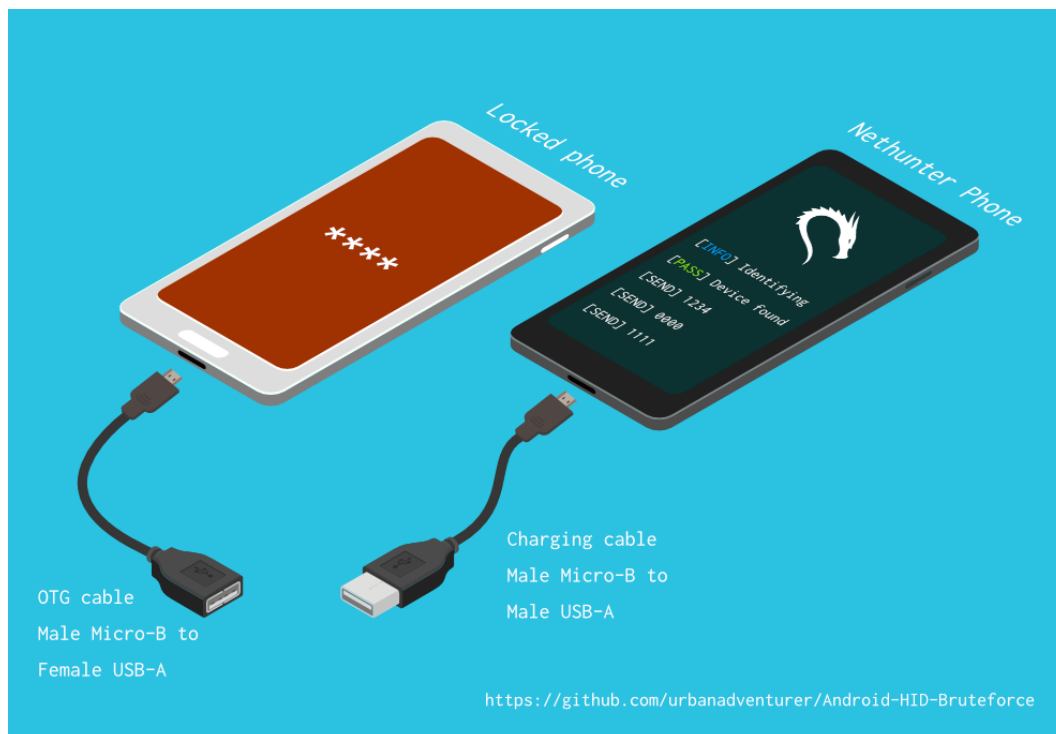 Locked phone
Nethunter Phone
****
[INFO] Identifying
[PASS] Device found
[SEND] 1234
[SEND] 0000
[SEND] 1111
OTG cable
Male Micro-B to
Female USB-A
Charging cable
Male Micro-B to
Male USB-A
https://github.com/urbanadventurer/Android-HID-Bruteforce